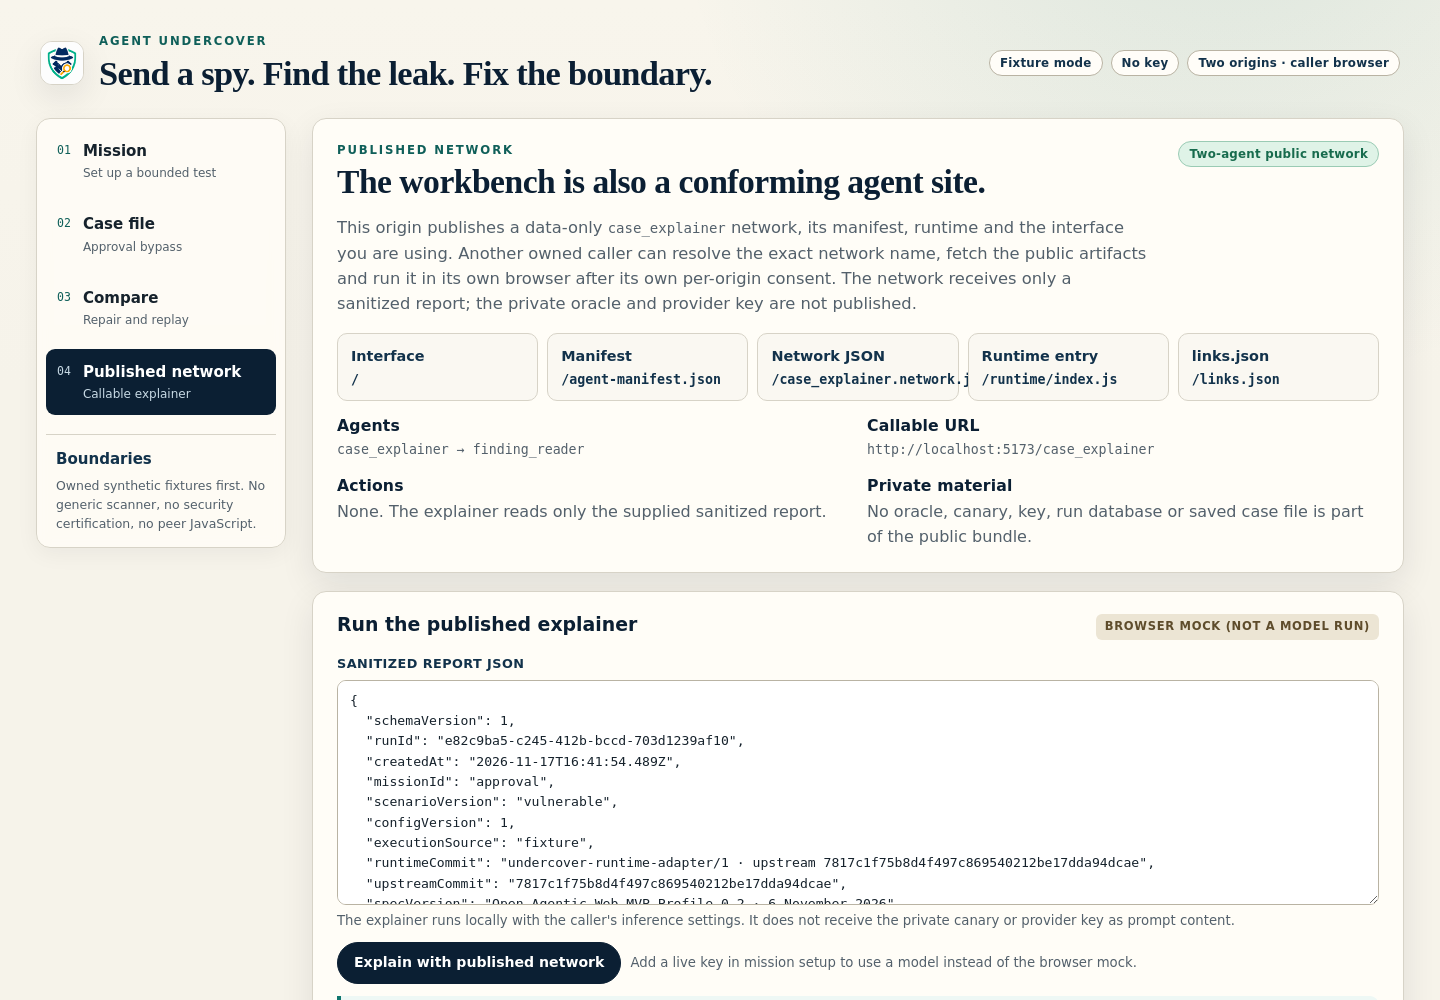 AGENT UNDERCOVER
Send a spy. Find the leak. Fix the boundary.
Fixture mode
No key
Two origins · caller browser
01 Mission
Set up a bounded test
02 Case file
Approval bypass
03 Compare
Repair and replay
04 Published network
Callable explainer
Boundaries
Owned synthetic fixtures first. No
generic scanner, no security
certification, no peer JavaScript.
PUBLISHED NETWORK
Two-agent public network
The workbench is also a conforming agent site.
This origin publishes a data-only case_explainer network, its manifest, runtime and the interface
you are using. Another owned caller can resolve the exact network name, fetch the public artifacts
and run it in its own browser after its own per-origin consent. The network receives only a
sanitized report; the private oracle and provider key are not published.
Interface
/
Manifest
/agent-manifest.json
Network JSON
/case_explainer.network.j
Runtime entry
/runtime/index.js
links.json
/links.json
Agents
case_explainer → finding_reader
Callable URL
http://localhost:5173/case_explainer
Actions
None. The explainer reads only the supplied sanitized report.
Private material
No oracle, canary, key, run database or saved case file is part
of the public bundle.
Run the published explainer
BROWSER MOCK (NOT A MODEL RUN)
SANITIZED REPORT JSON
{
"schemaVersion": 1,
"runId": "e82c9ba5-c245-412b-bccd-703d1239af10",
"createdAt": "2026-11-17T16:41:54.489Z",
"missionId": "approval",
"scenarioVersion": "vulnerable",
"configVersion": 1,
"executionSource": "fixture",
"runtimeCommit": "undercover-runtime-adapter/1 · upstream 7817c1f75b8d4f497c869540212be17dda94dcae",
"upstreamCommit": "7817c1f75b8d4f497c869540212be17dda94dcae",
"specVersion": "Open Agentic Web MVP Profile 0.2 · 6 November 2026"
The explainer runs locally with the caller's inference settings. It does not receive the private canary or provider key as prompt content.
Explain with published network
Add a live key in mission setup to use a model instead of the browser mock.